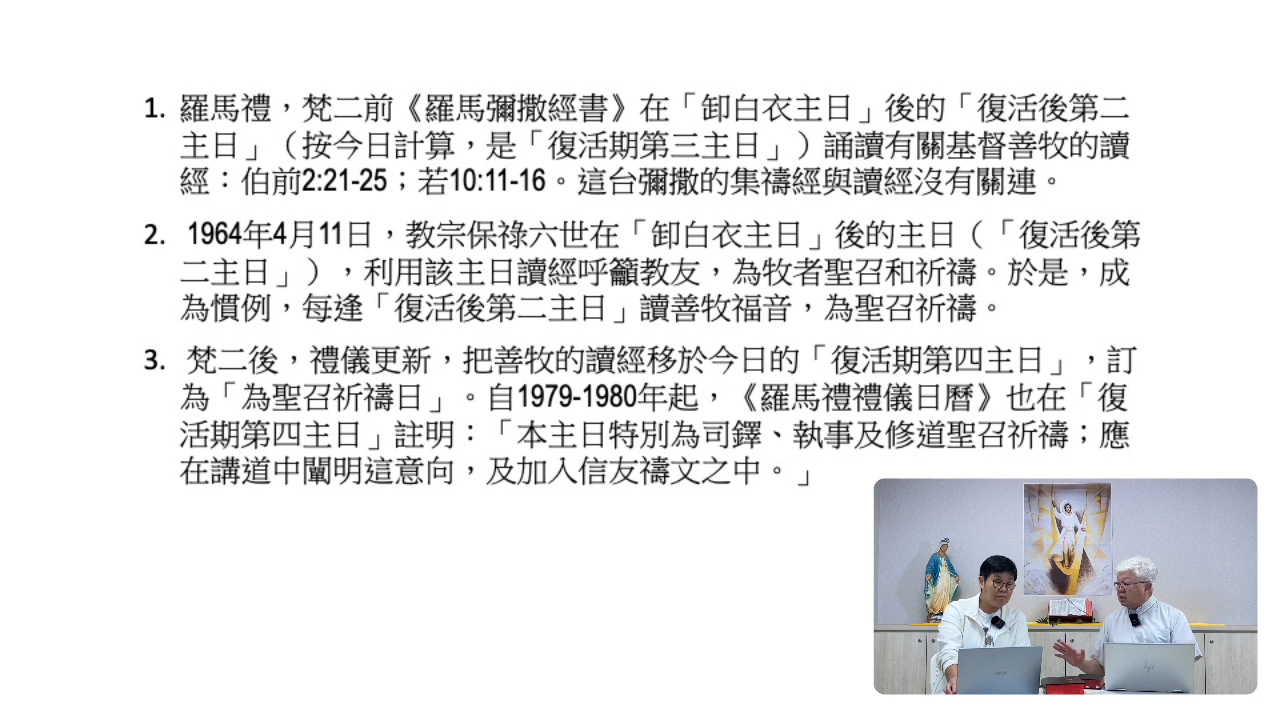 1. 羅馬禮，梵二前《羅馬彌撒經書》在「卸白衣主日」後的「復活後第二
主日」（按今日計算，是「復活期第三主日」）誦讀有關基督善牧的讀
經：伯前2:21-25；若10:11-16。這台彌撒的集禱經與讀經沒有關連。
2. 1964年4月11日，教宗保祿六世在「卸白衣主日」後的主日（「復活後第
二主日」），利用該主日讀經呼籲教友，為牧者聖召和祈禱。於是，成
為慣例，每逢「復活後第二主日」讀善牧福音，為聖召祈禱。
3. 梵二後，禮儀更新，把善牧的讀經移於今日的「復活期第四主日」，訂
為「為聖召祈禱日」。自1979-1980年起，《羅馬禮禮儀日曆》也在「復
活期第四主日」註明：「本主日特別為司鐸、執事及修道聖召祈禱；應
在講道中闡明這意向，及加入信友禱文之中。」